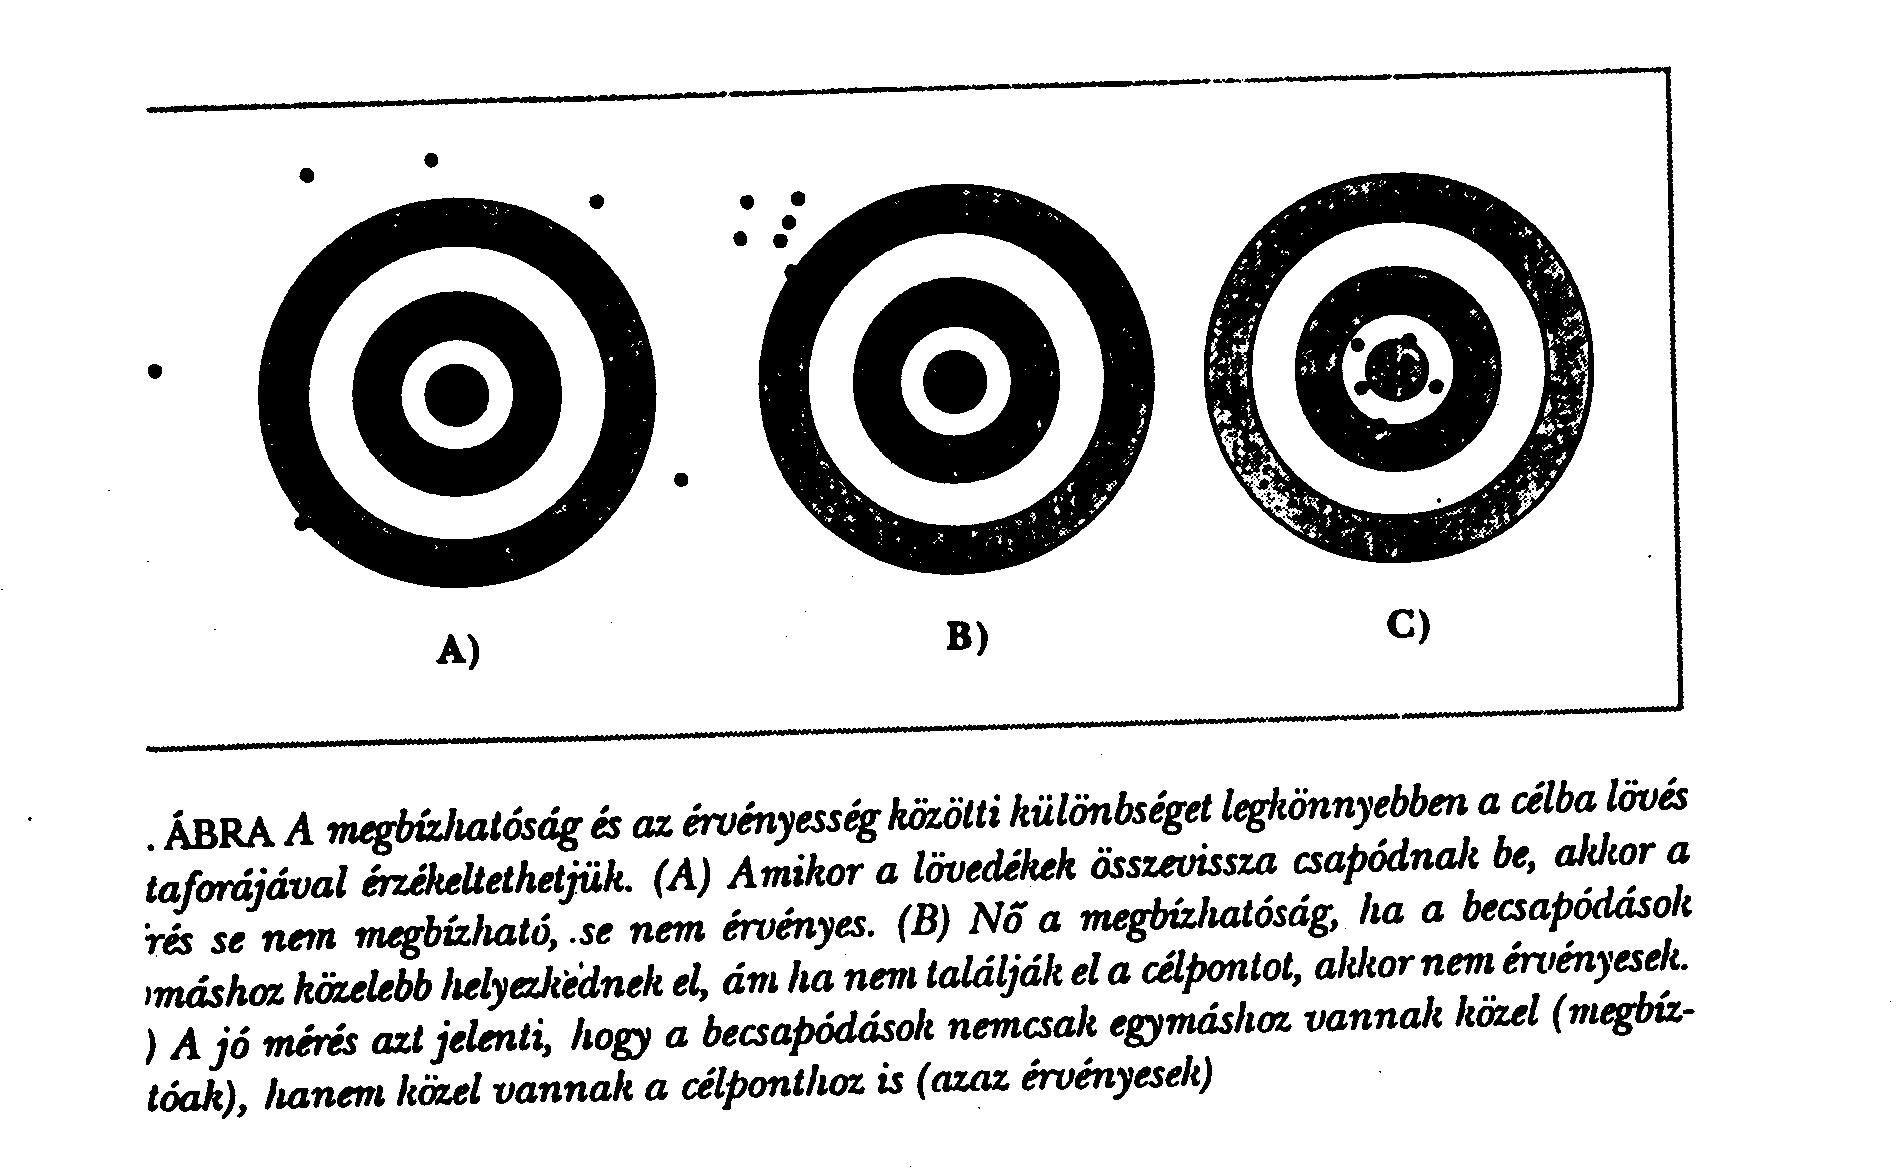 A)
B)
C)
. ÁBRA A megbízhatóság és az érvényesség közötti különbséget legkönnyebben a célba lövés
taforájával érzékeltethetjük. (A) Amikor a lövedékek összevissza csapódnak be, akkor a
rés se nem megbízható, .se nem érvényes. (B) Nő a megbízhatóság, ha a becsapódások
máshoz közelebb helyezkednek el, ám ha nem találják el a célpontot, akkor nem érvényesek.
) A jó mérés azt jelenti, hogy a becsapódások nemcsak egymáshoz vannak közel (megbíz-
tóak), hanem közel vannak a célponthoz is (azaz érvényesek)